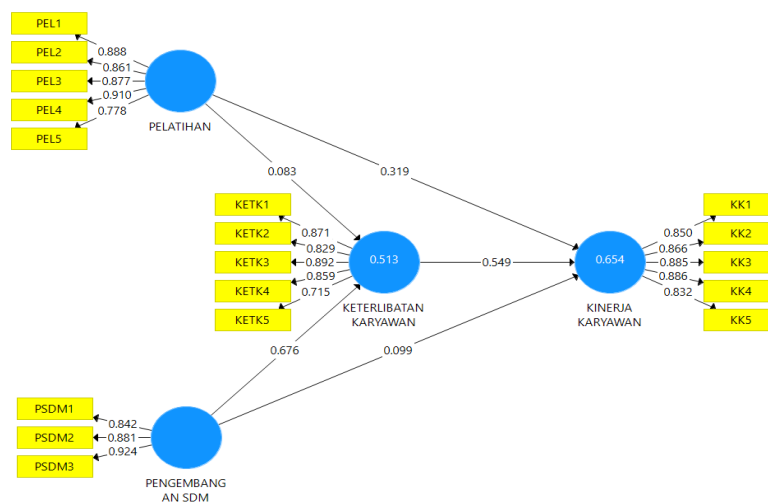 PEL1
PEL2
PEL3
PEL4
PEL5
0.888
0.861
0.877
0.910
0.778
PELATIHAN
0.083
0.319
KETK1
KETK2
KETK3
KETK4
KETK5
0.871
0.829
0.892
0.859
0.715
0.513
KETERLIBATAN
KARYAWAN
0.549
0.654
KINERJA
KARYAWAN
0.850
0.866
0.885
0.886
0.832
KK1
KK2
KK3
KK4
KK5
0.676
0.099
PSDM1
PSDM2
PSDM3
0.842
0.881
0.924
PENGEMBANG
AN SDM